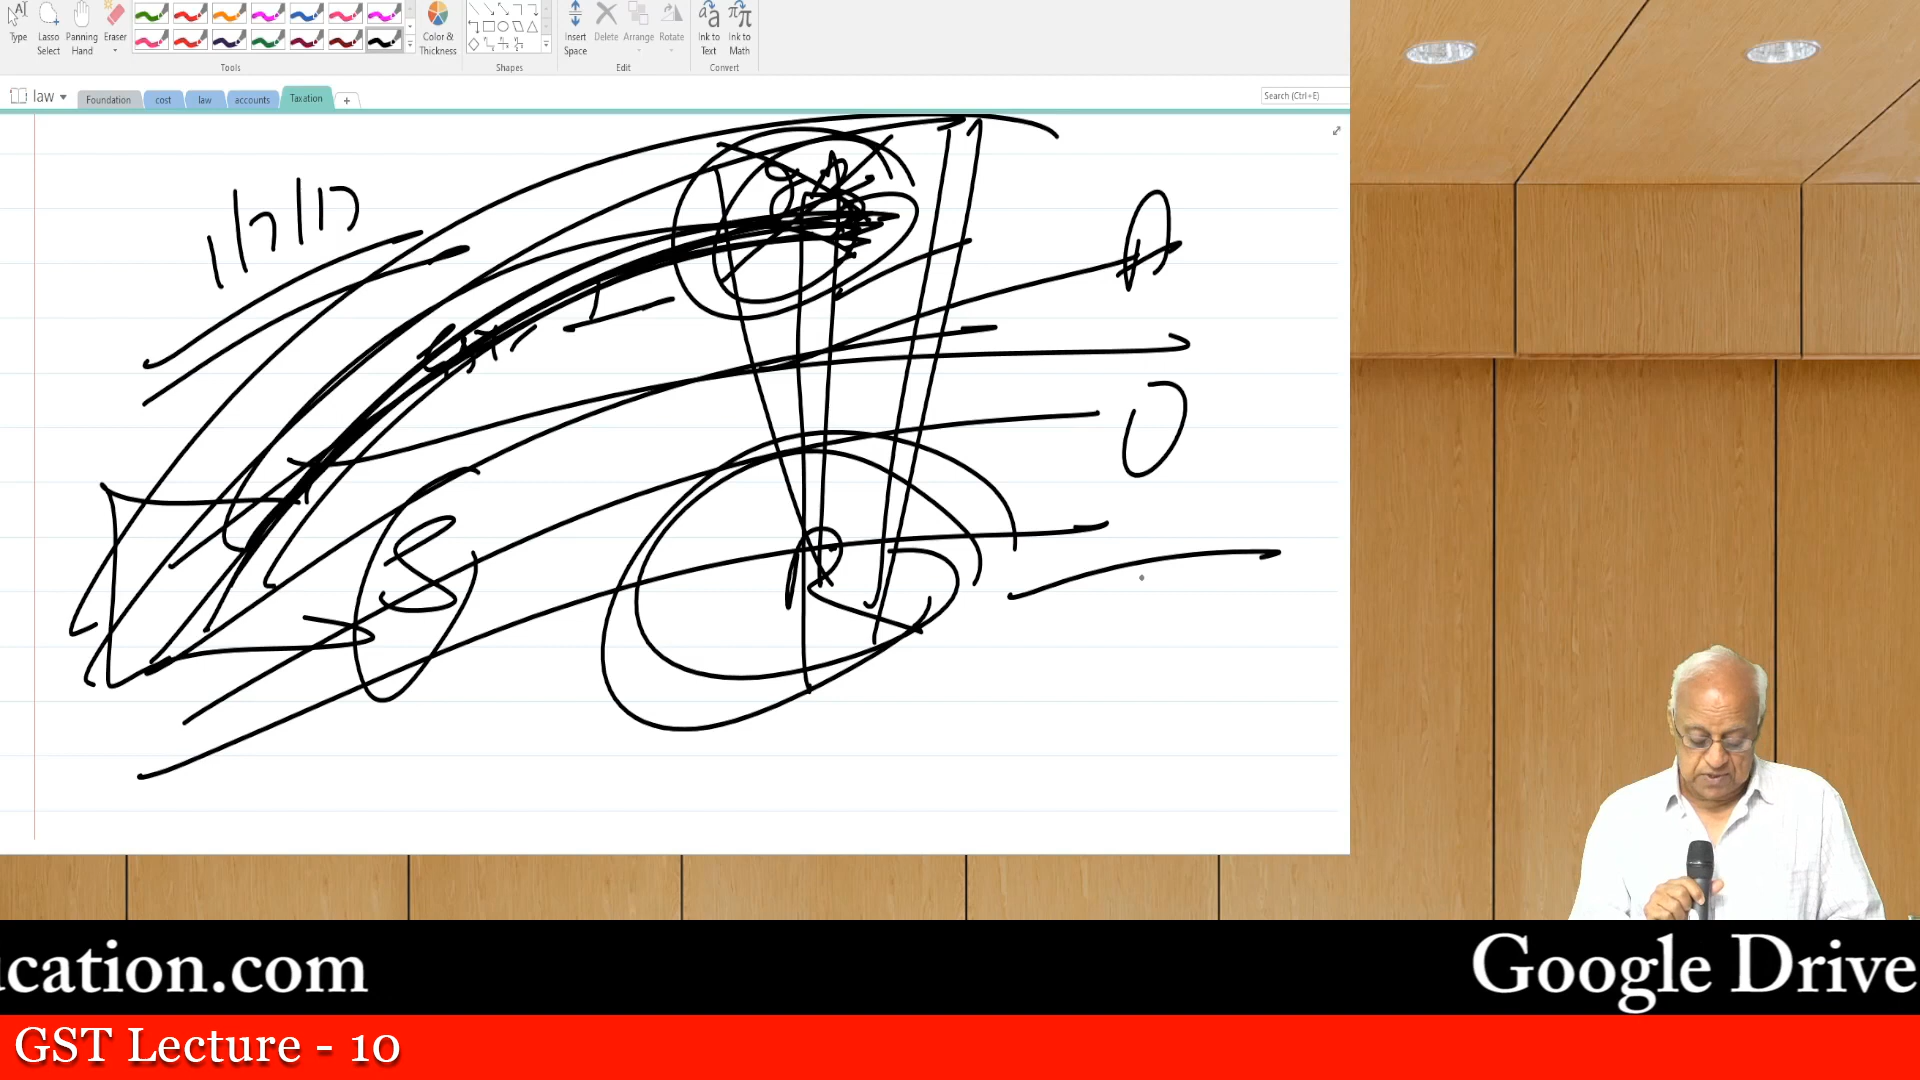 Type
Lasso Select
Panning Hand
Eraser
Color & Thickness
Insert Space
Delete
Arrange
Rotate
Ink to Text
Ink to Math
Tools
Shapes
Edit
Convert
law
Foundation
cost
law
accounts
Taxation
+
Search (Ctrl+E)
1/7/17
A
O
S
ucation.com
Google Drive
GST Lecture - 10